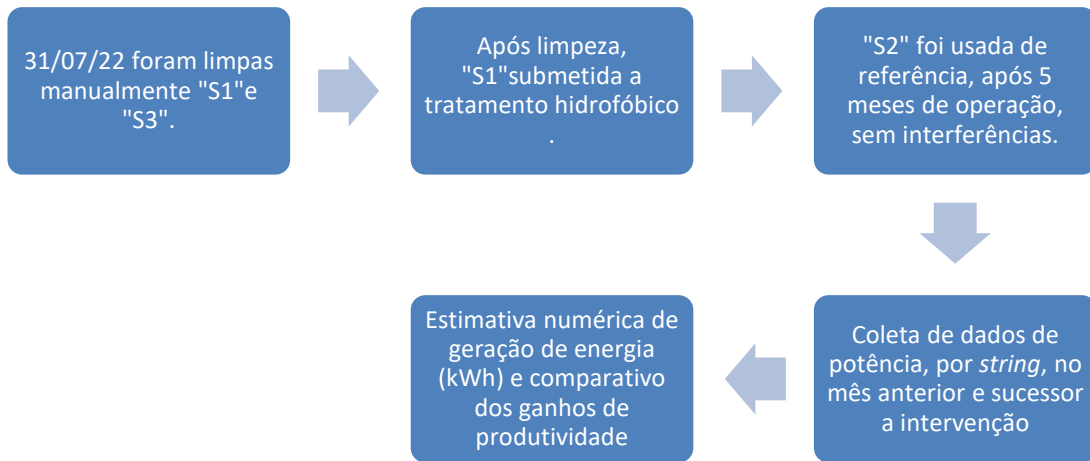 31/07/22 foram limpas
manualmente "S1"e
"S3".
Após limpeza,
"S1"submetida a
tratamento hidrofóbico
.
"S2" foi usada de
referência, após 5
meses de operação,
sem interferências.
Coleta de dados de
potência, por string, no
mês anterior e sucessor
a intervenção
Estimativa numérica de
geração de energia
(kWh) e comparativo
dos ganhos de
produtividade